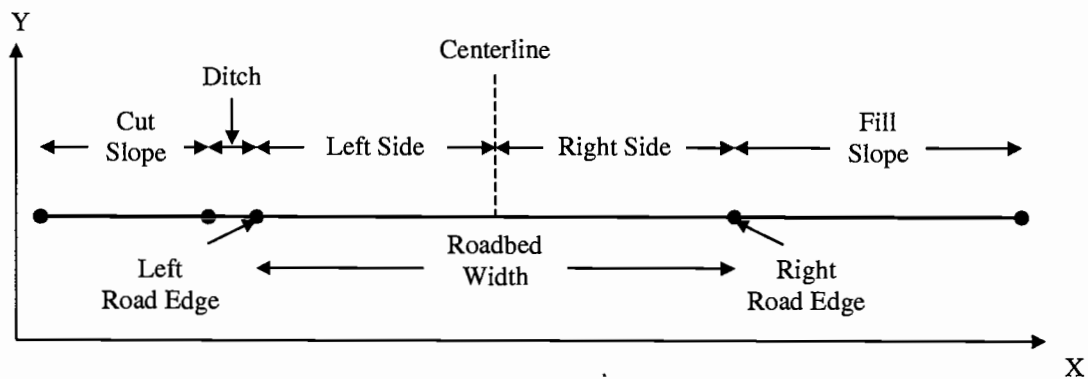 Y
Centerline
Ditch
Cut
Slope
Left Side
Right Side
Fill
Slope
Left
Road Edge
Roadbed
Width
Right
Road Edge
X